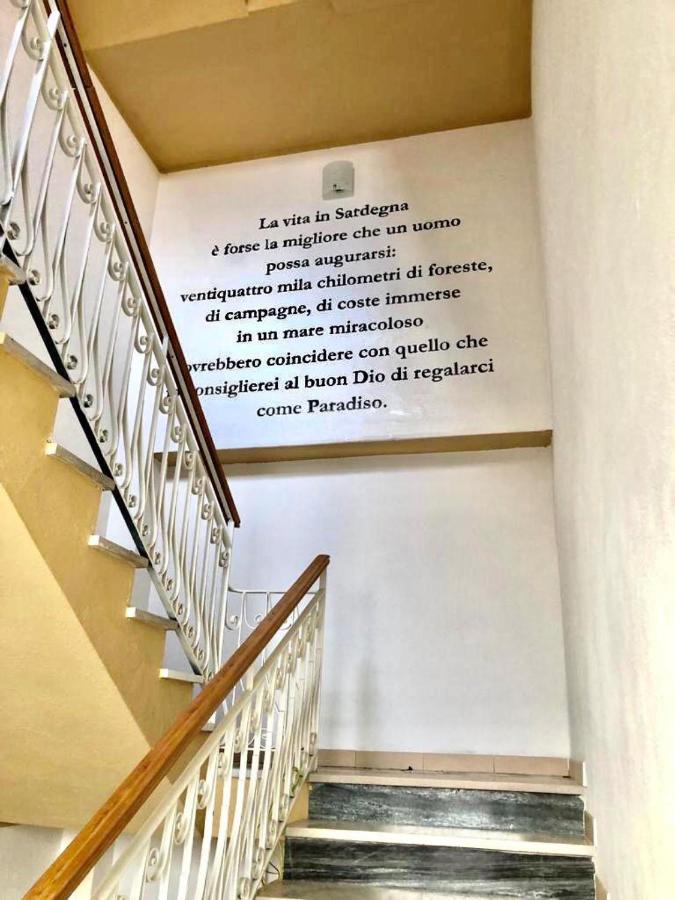 La vita in Sardegna
è forse la migliore che un uomo
possa augurarsi:
ventiquattro mila chilometri di foreste,
di campagne, di coste immerse
in un mare miracoloso
ovrebbero coincidere con quello che
onsiglierei al buon Dio di regalarci
come Paradiso.